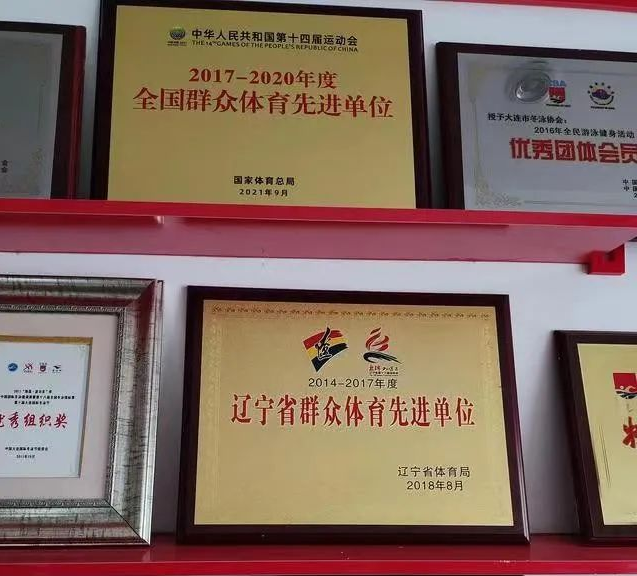 中华人民共和国第十四届运动会
THE 14TH GAMES OF THE PEOPLE'S REPUBLIC OF CHINA
2017-2020年度
全国群众体育先进单位
国家体育总局
2021年9月
授予大连市冬泳协会：
2016年全民游泳健身活动
优秀团体会员
秀组织奖
2014-2017年度
辽宁省群众体育先进单位
辽宁省体育局
2018年8月